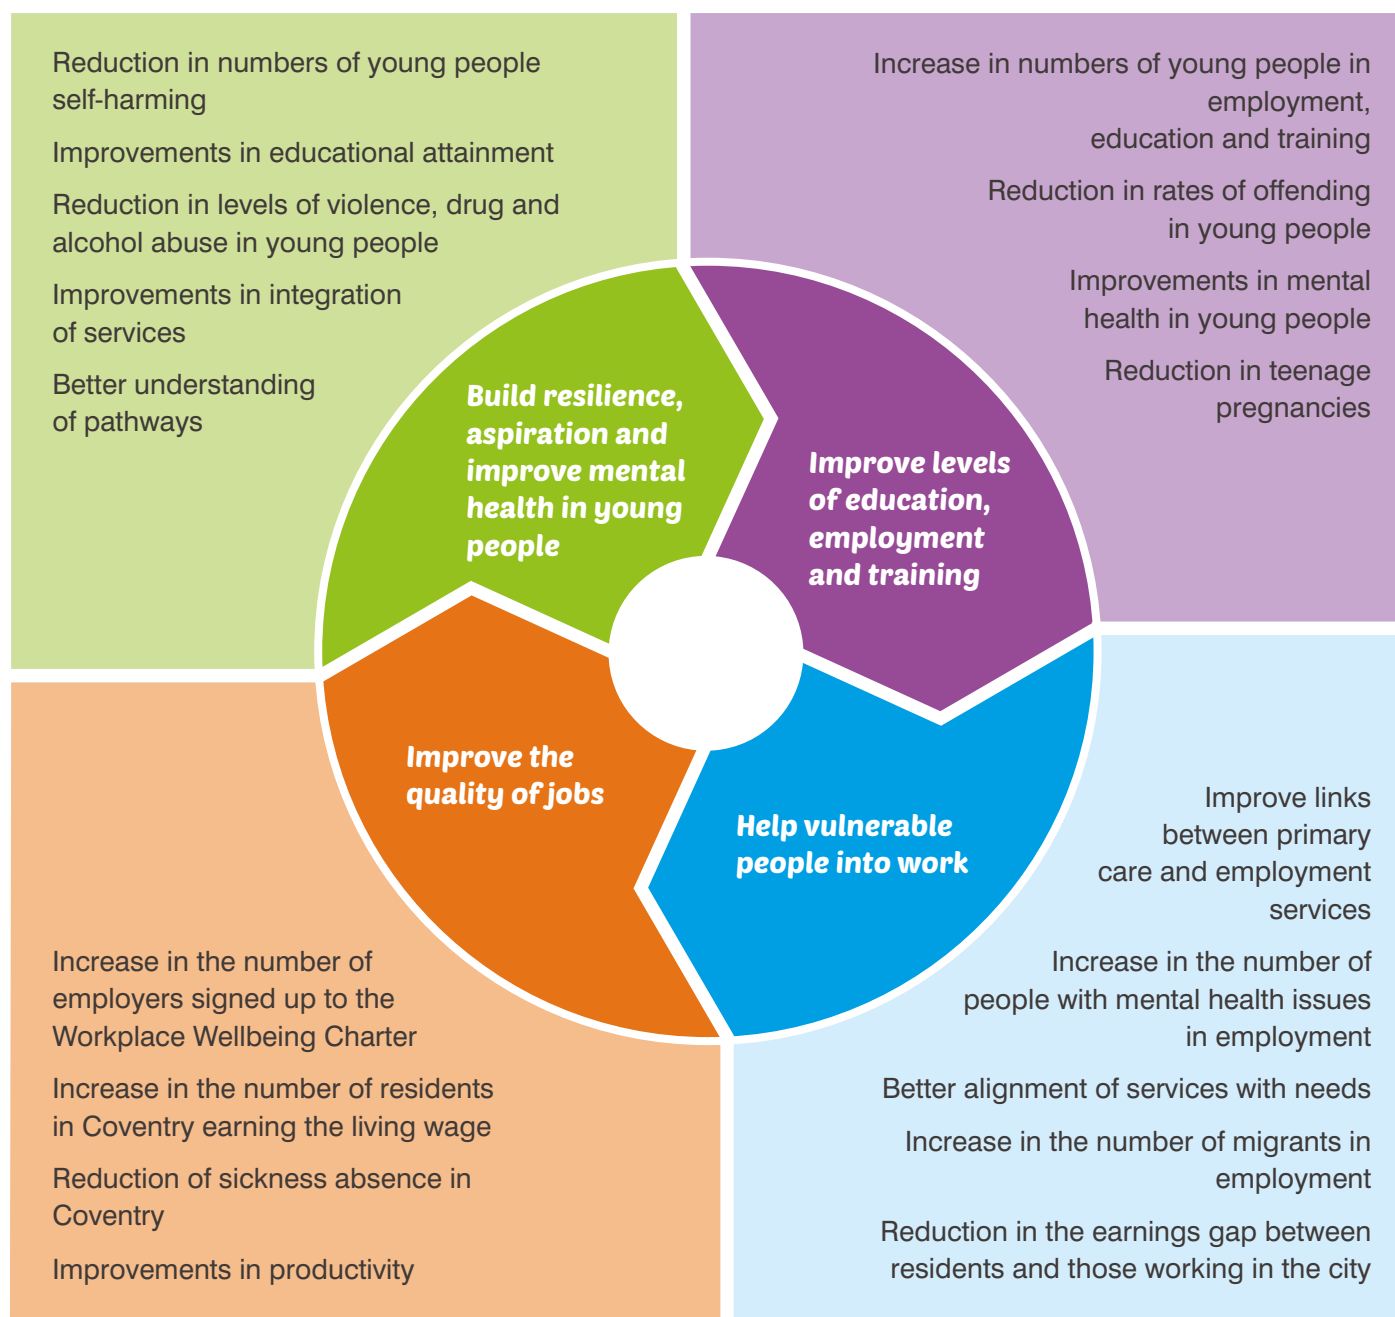 Reduction in numbers of young people
self-harming
Improvements in educational attainment
Reduction in levels of violence, drug and
alcohol abuse in young people
Improvements in integration
of services
Better understanding
of pathways
Increase in numbers of young people in
employment,
education and training
Reduction in rates of offending
in young people
Improvements in mental
health in young people
Reduction in teenage
pregnancies
Build resilience,
aspiration and
improve mental
health in young
people
Improve levels
of education,
employment
and training
Improve the
quality of jobs
Help vulnerable
people into work
Increase in the number of
employers signed up to the
Workplace Wellbeing Charter
Increase in the number of residents
in Coventry earning the living wage
Reduction of sickness absence in
Coventry
Improvements in productivity
Improve links
between primary
care and employment
services
Increase in the number of
people with mental health issues
in employment
Better alignment of services with needs
Increase in the number of migrants in
employment
Reduction in the earnings gap between
residents and those working in the city